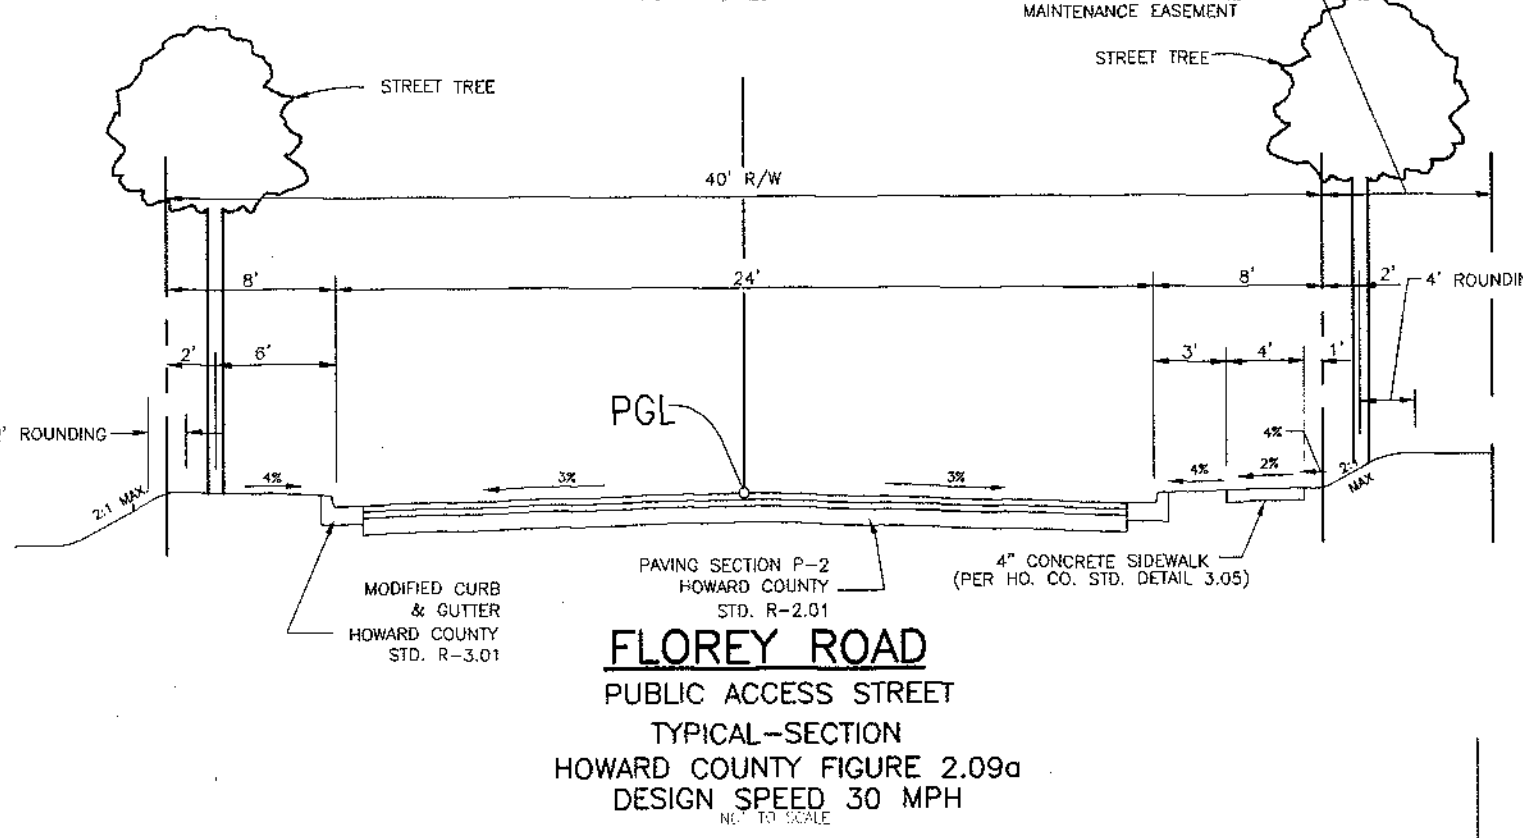 MAINTENANCE EASEMENT
STREET TREE
STREET TREE
40' R/W
8'
24'
8'
2'
4'
2'
6'
3'
4'
1'
PGL
ROUNDING
4%
3%
3%
4%
2%
4%
2:1 MAX.
2:1
MAX
MODIFIED CURB
& GUTTER
HOWARD COUNTY
STD. R-3.01
PAVING SECTION P-2
HOWARD COUNTY
STD. R-2.01
4" CONCRETE SIDEWALK
(PER HO. CO. STD. DETAIL 3.05)
FLOREY ROAD
PUBLIC ACCESS STREET
TYPICAL-SECTION
HOWARD COUNTY FIGURE 2.09a
DESIGN SPEED 30 MPH
NOT TO SCALE